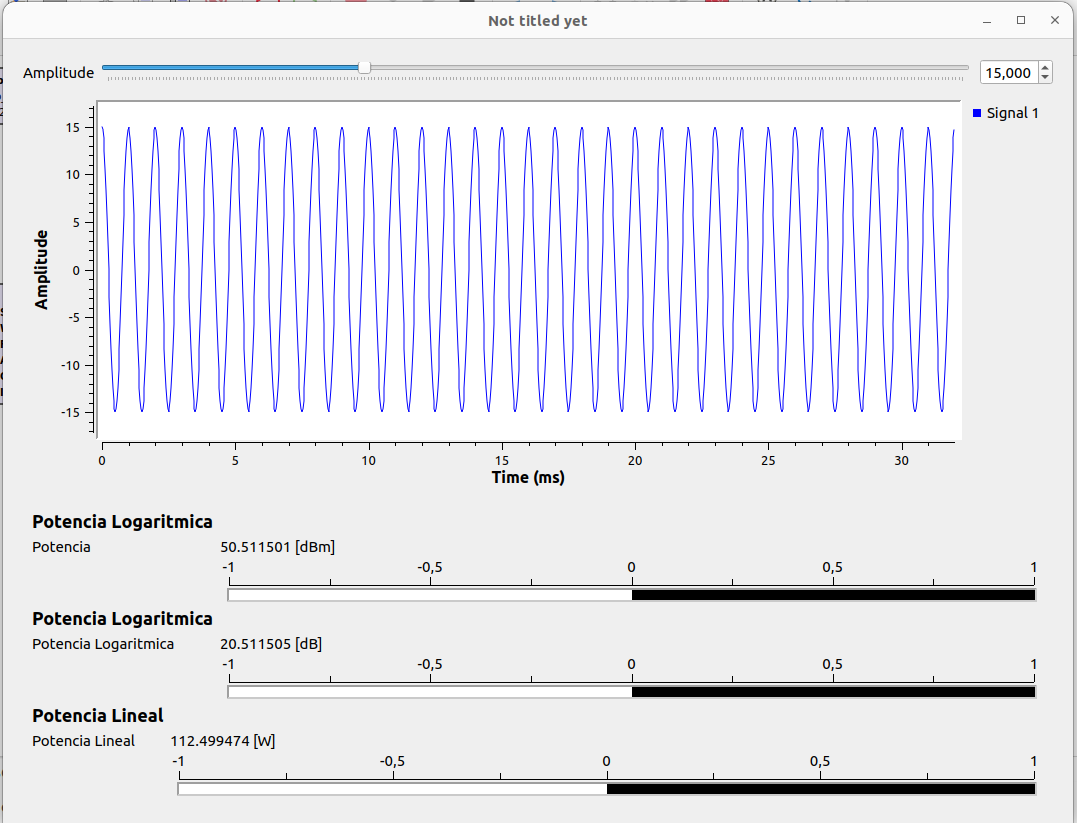 Not titled yet
Amplitude
15,000
Signal 1
15
10
5
0
-5
-10
-15
Amplitude
0 5 10 15 20 25 30
Time (ms)
Potencia Logaritmica
Potencia 50.511501 [dBm]
-1 -0,5 0 0,5 1
Potencia Logaritmica
Potencia Logaritmica 20.511505 [dB]
-1 -0,5 0 0,5 1
Potencia Lineal
Potencia Lineal 112.499474 [W]
-1 -0,5 0 0,5 1